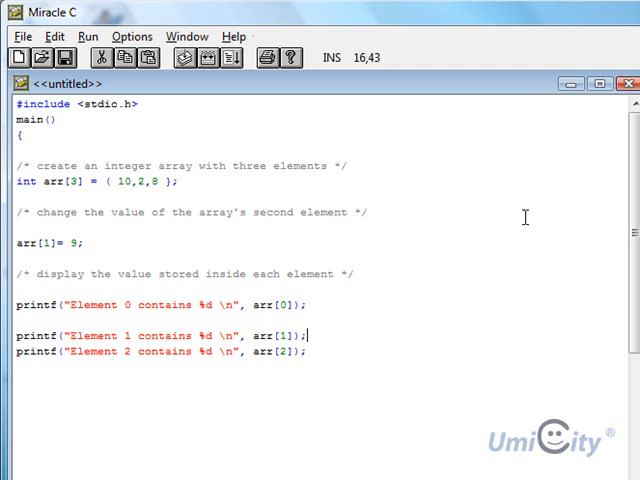 Miracle C
File Edit Run Options Window Help
INS 16,43
<<untitled>>
#include <stdio.h>
main()
{
/* create an integer array with three elements */
int arr[3] = { 10,2,8 };
/* change the value of the array's second element */
arr[1]= 9;
/* display the value stored inside each element */
printf("Element 0 contains %d \n", arr[0]);
printf("Element 1 contains %d \n", arr[1]);
printf("Element 2 contains %d \n", arr[2]);
UmiCity ®